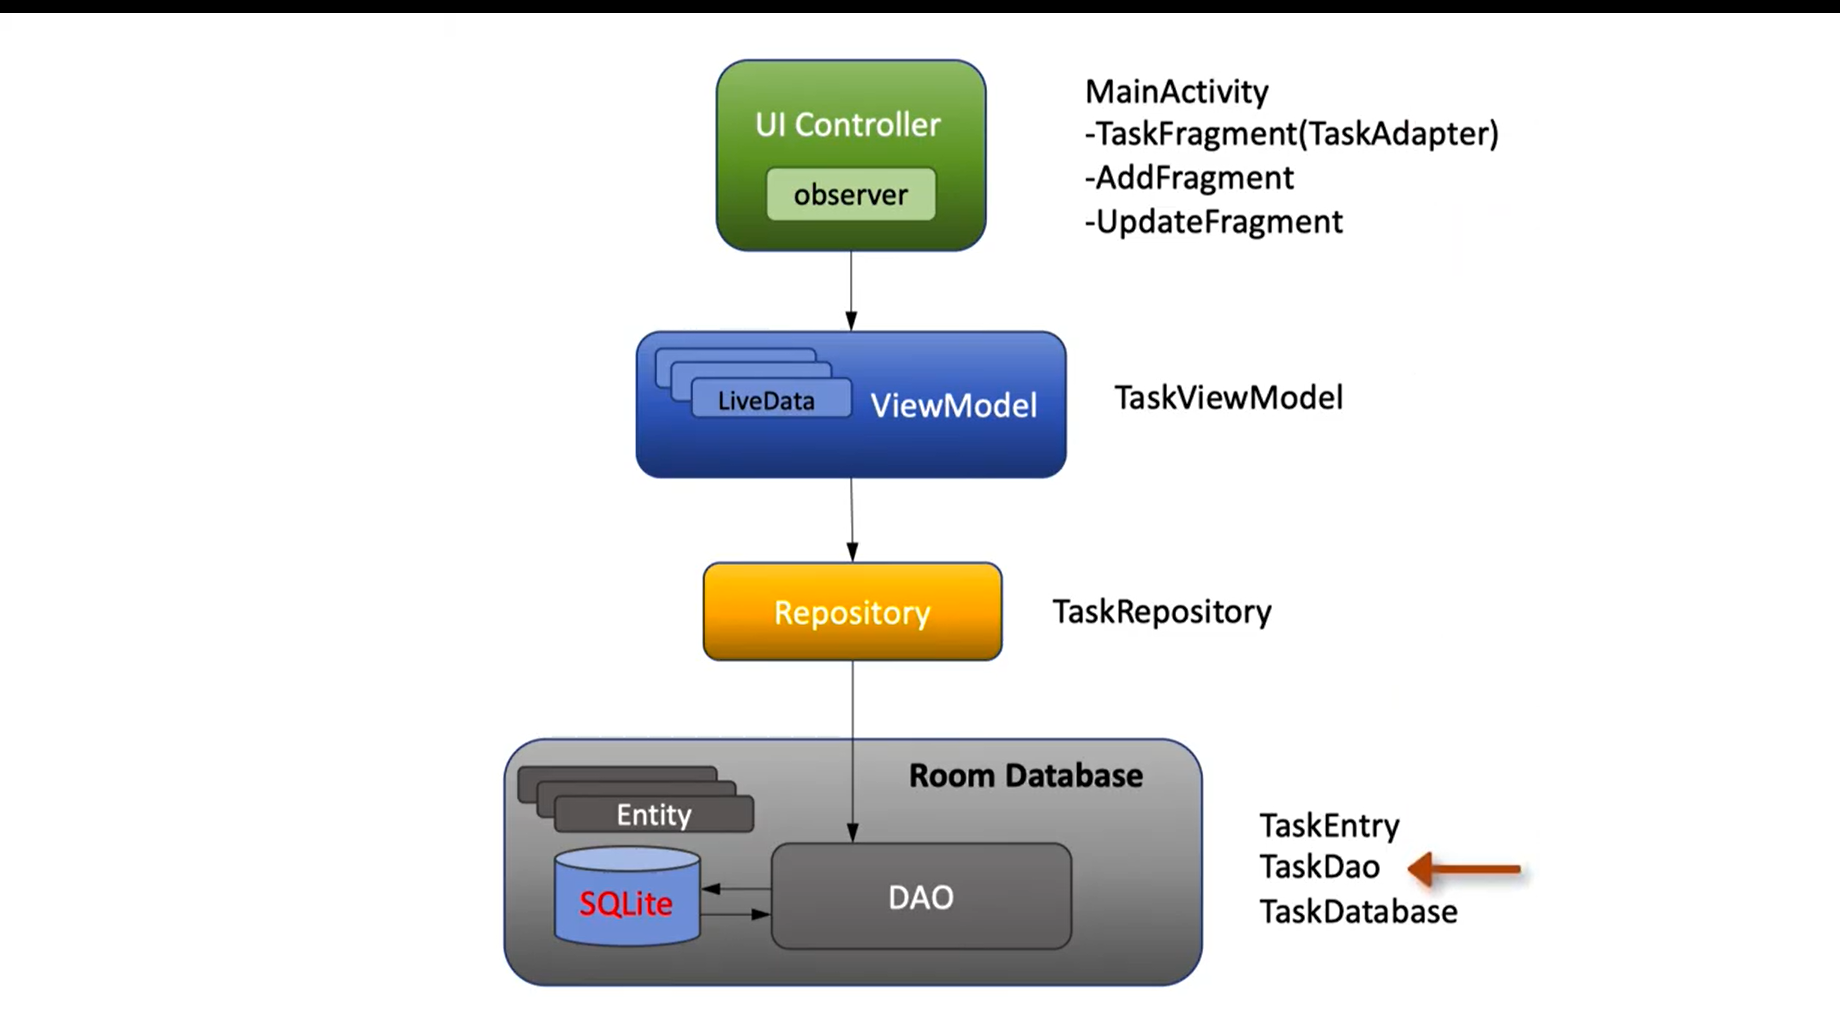 UI Controller
observer
MainActivity
-TaskFragment(TaskAdapter)
-AddFragment
-UpdateFragment
LiveData
ViewModel
TaskViewModel
Repository
TaskRepository
Room Database
Entity
SQLite
DAO
TaskEntry
TaskDao
TaskDatabase